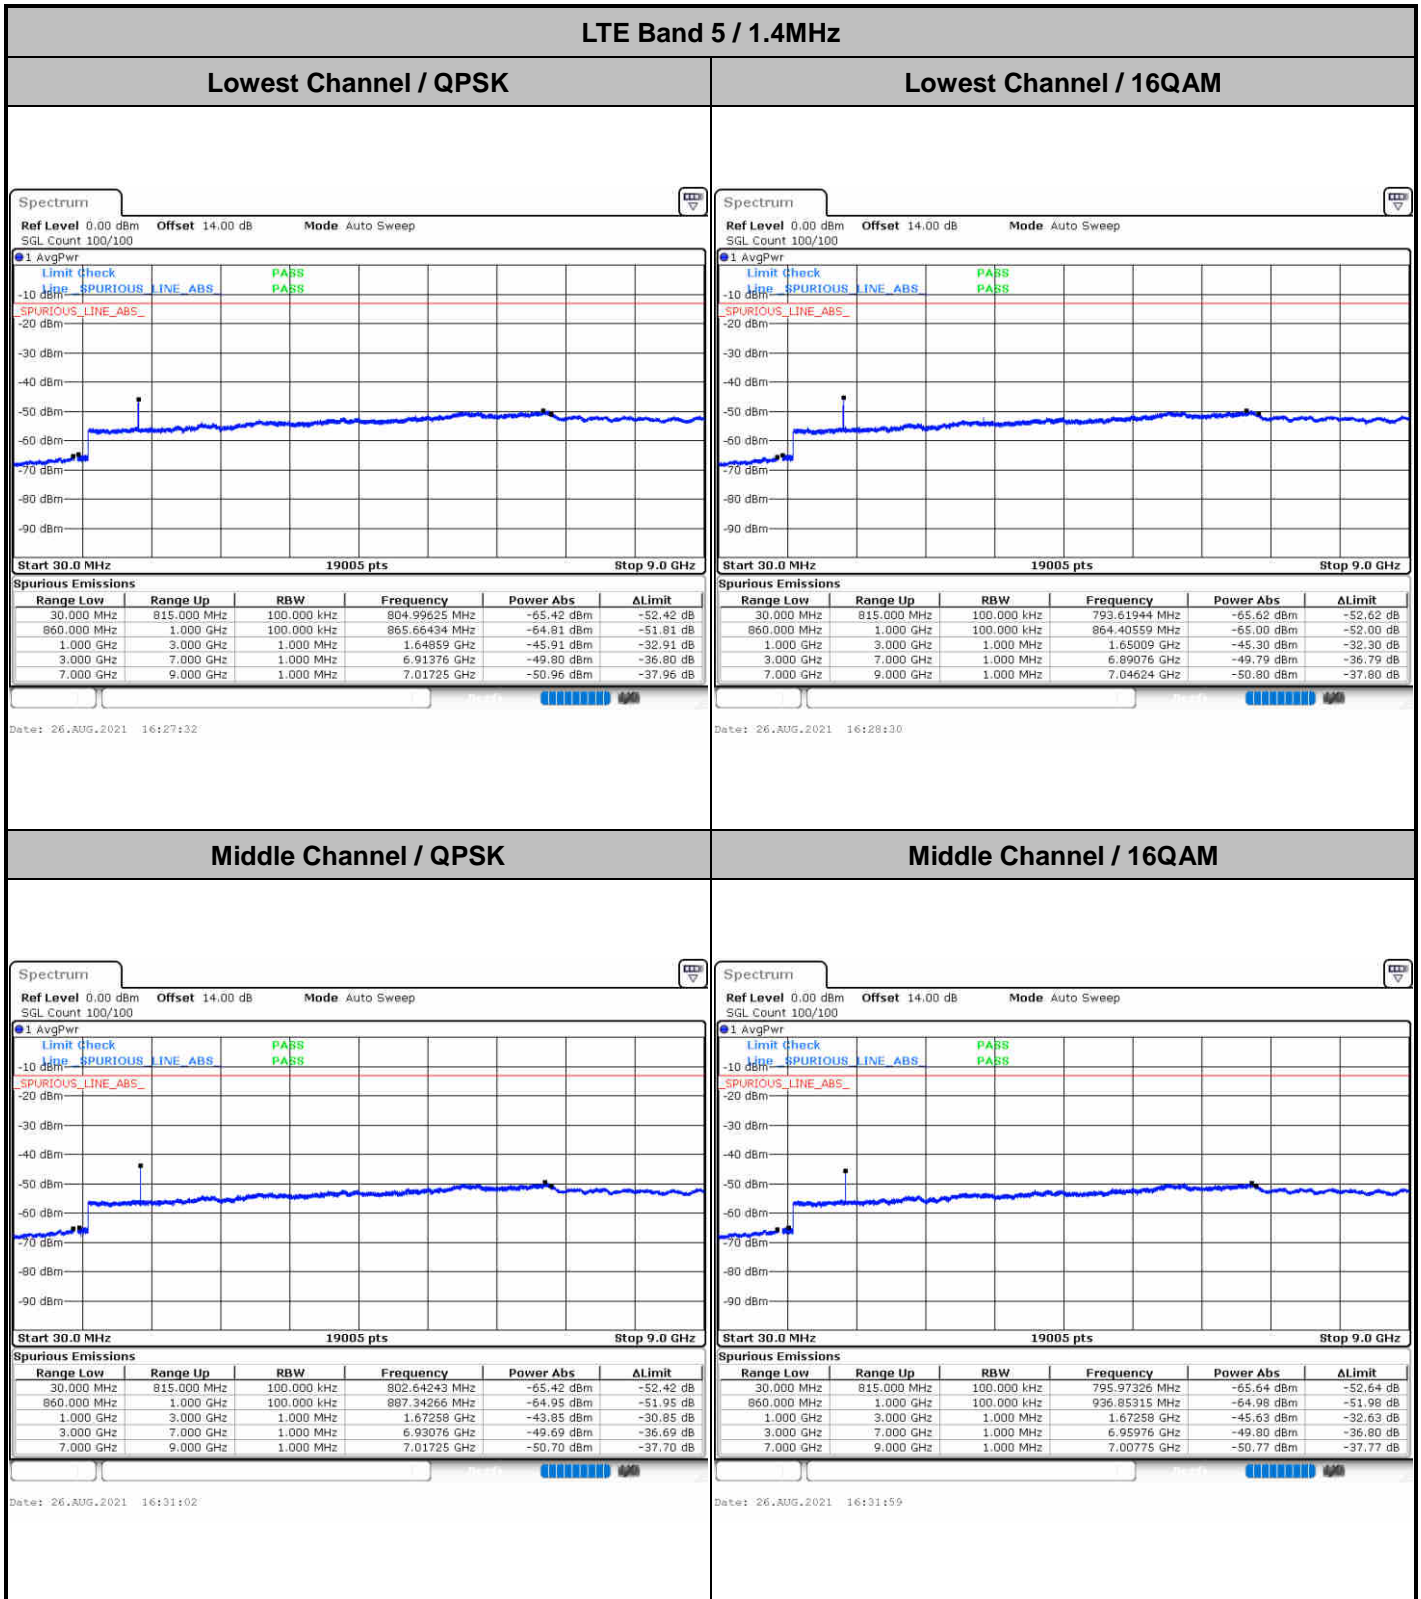 LTE Band 5 / 1.4MHz
Lowest Channel / QPSK
Lowest Channel / 16QAM
Spectrum
Ref Level 0.00 dBm Offset 14.00 dB Mode Auto Sweep
SGL Count 100/100
1 AvgPwr
Limit Check PASS
Line _SPURIOUS_LINE_ABS_ PASS
-10 dBm
_SPURIOUS_LINE_ABS_
-20 dBm
-30 dBm
-40 dBm
-50 dBm
-60 dBm
-70 dBm
-80 dBm
-90 dBm
Start 30.0 MHz 19005 pts Stop 9.0 GHz
Spurious Emissions
Range Low Range Up RBW Frequency Power Abs ΔLimit
30.000 MHz 815.000 MHz 100.000 kHz 804.99625 MHz -65.42 dBm -52.42 dB
860.000 MHz 1.000 GHz 100.000 kHz 865.66434 MHz -64.81 dBm -51.81 dB
1.000 GHz 3.000 GHz 1.000 MHz 1.64859 GHz -45.91 dBm -32.91 dB
3.000 GHz 7.000 GHz 1.000 MHz 6.91376 GHz -49.80 dBm -36.80 dB
7.000 GHz 9.000 GHz 1.000 MHz 7.01725 GHz -50.96 dBm -37.96 dB
Date: 26.AUG.2021 16:27:32
Spectrum
Ref Level 0.00 dBm Offset 14.00 dB Mode Auto Sweep
SGL Count 100/100
1 AvgPwr
Limit Check PASS
Line _SPURIOUS_LINE_ABS_ PASS
-10 dBm
_SPURIOUS_LINE_ABS_
-20 dBm
-30 dBm
-40 dBm
-50 dBm
-60 dBm
-70 dBm
-80 dBm
-90 dBm
Start 30.0 MHz 19005 pts Stop 9.0 GHz
Spurious Emissions
Range Low Range Up RBW Frequency Power Abs ΔLimit
30.000 MHz 815.000 MHz 100.000 kHz 793.61944 MHz -65.62 dBm -52.62 dB
860.000 MHz 1.000 GHz 100.000 kHz 864.40559 MHz -65.00 dBm -52.00 dB
1.000 GHz 3.000 GHz 1.000 MHz 1.65009 GHz -45.30 dBm -32.30 dB
3.000 GHz 7.000 GHz 1.000 MHz 6.89076 GHz -49.79 dBm -36.79 dB
7.000 GHz 9.000 GHz 1.000 MHz 7.04624 GHz -50.80 dBm -37.80 dB
Date: 26.AUG.2021 16:28:30
Middle Channel / QPSK
Middle Channel / 16QAM
Spectrum
Ref Level 0.00 dBm Offset 14.00 dB Mode Auto Sweep
SGL Count 100/100
1 AvgPwr
Limit Check PASS
Line _SPURIOUS_LINE_ABS_ PASS
-10 dBm
_SPURIOUS_LINE_ABS_
-20 dBm
-30 dBm
-40 dBm
-50 dBm
-60 dBm
-70 dBm
-80 dBm
-90 dBm
Start 30.0 MHz 19005 pts Stop 9.0 GHz
Spurious Emissions
Range Low Range Up RBW Frequency Power Abs ΔLimit
30.000 MHz 815.000 MHz 100.000 kHz 802.64243 MHz -65.42 dBm -52.42 dB
860.000 MHz 1.000 GHz 100.000 kHz 887.34266 MHz -64.95 dBm -51.95 dB
1.000 GHz 3.000 GHz 1.000 MHz 1.67258 GHz -43.85 dBm -30.85 dB
3.000 GHz 7.000 GHz 1.000 MHz 6.93076 GHz -49.69 dBm -36.69 dB
7.000 GHz 9.000 GHz 1.000 MHz 7.01725 GHz -50.70 dBm -37.70 dB
Date: 26.AUG.2021 16:31:02
Spectrum
Ref Level 0.00 dBm Offset 14.00 dB Mode Auto Sweep
SGL Count 100/100
1 AvgPwr
Limit Check PASS
Line _SPURIOUS_LINE_ABS_ PASS
-10 dBm
_SPURIOUS_LINE_ABS_
-20 dBm
-30 dBm
-40 dBm
-50 dBm
-60 dBm
-70 dBm
-80 dBm
-90 dBm
Start 30.0 MHz 19005 pts Stop 9.0 GHz
Spurious Emissions
Range Low Range Up RBW Frequency Power Abs ΔLimit
30.000 MHz 815.000 MHz 100.000 kHz 795.97326 MHz -65.64 dBm -52.64 dB
860.000 MHz 1.000 GHz 100.000 kHz 936.85315 MHz -64.98 dBm -51.98 dB
1.000 GHz 3.000 GHz 1.000 MHz 1.67258 GHz -45.63 dBm -32.63 dB
3.000 GHz 7.000 GHz 1.000 MHz 6.95976 GHz -49.80 dBm -36.80 dB
7.000 GHz 9.000 GHz 1.000 MHz 7.00775 GHz -50.77 dBm -37.77 dB
Date: 26.AUG.2021 16:31:59